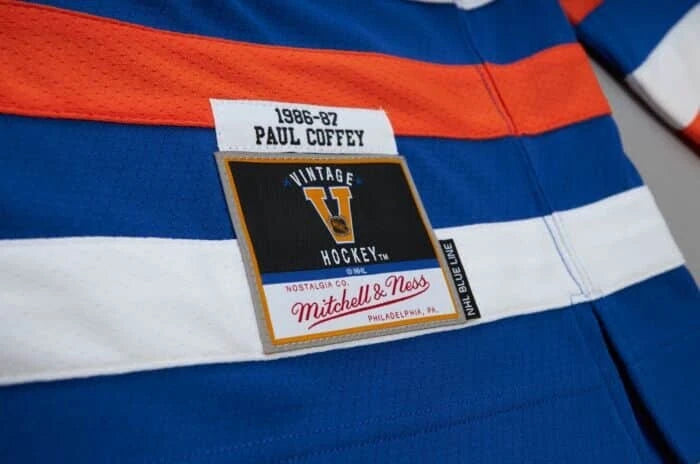 1986-87
PAUL COFFEY
VINTAGE
V
HOCKEY™
© NHL
NOSTALGIA CO.
Mitchell & Ness
PHILADELPHIA, PA.
NHL BLUE LINE